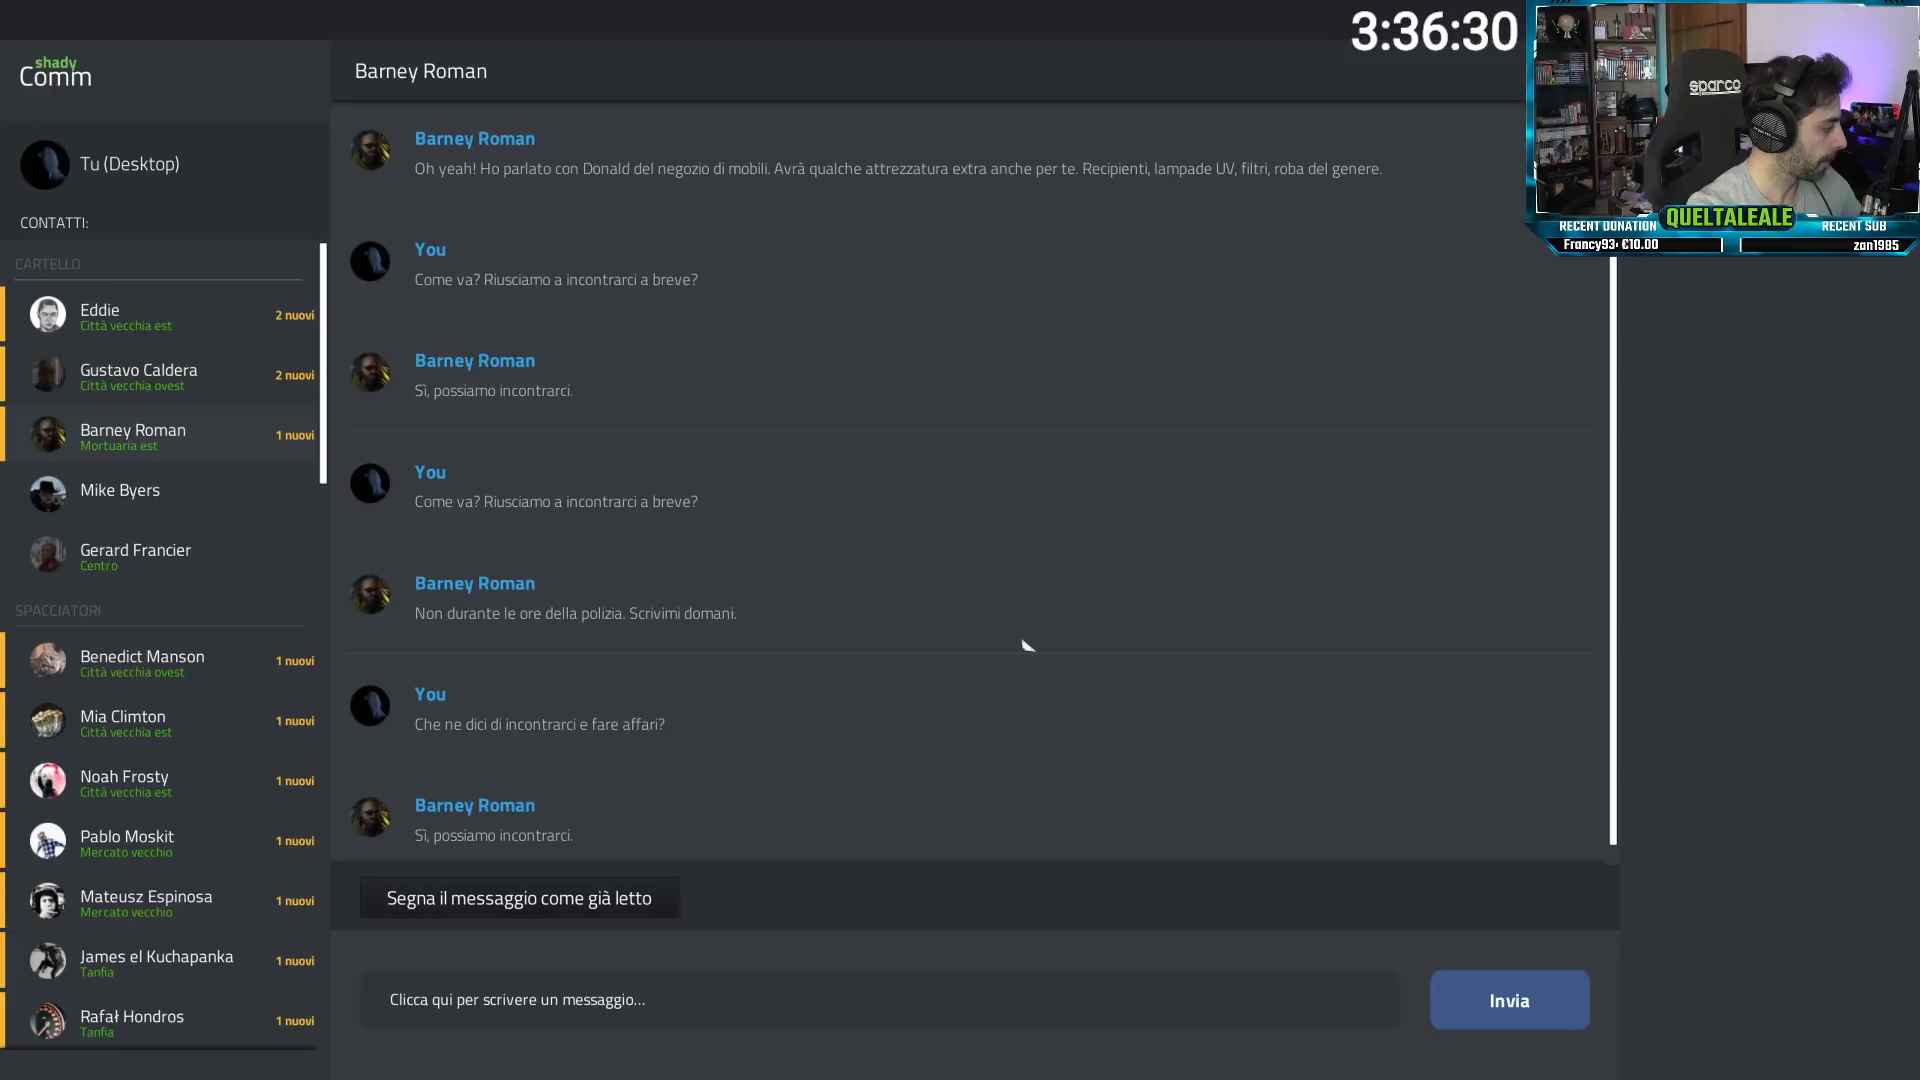 3:36:30
shady
Comm
Tu (Desktop)
CONTATTI:
CARTELLO
Eddie
Città vecchia est
2 nuovi
Gustavo Caldera
Città vecchia ovest
2 nuovi
Barney Roman
Mortuaria est
1 nuovi
Mike Byers
Gerard Francier
Centro
SPACCIATORI
Benedict Manson
Città vecchia ovest
1 nuovi
Mia Climton
Città vecchia est
1 nuovi
Noah Frosty
Città vecchia est
1 nuovi
Pablo Moskit
Mercato vecchio
1 nuovi
Mateusz Espinosa
Mercato vecchio
1 nuovi
James el Kuchapanka
Tanfia
1 nuovi
Rafał Hondros
Tanfia
1 nuovi
Barney Roman
Barney Roman
Oh yeah! Ho parlato con Donald del negozio di mobili. Avrà qualche attrezzatura extra anche per te. Recipienti, lampade UV, filtri, roba del genere.
You
Come va? Riusciamo a incontrarci a breve?
Barney Roman
Sì, possiamo incontrarci.
You
Come va? Riusciamo a incontrarci a breve?
Barney Roman
Non durante le ore della polizia. Scrivimi domani.
You
Che ne dici di incontrarci e fare affari?
Barney Roman
Sì, possiamo incontrarci.
Segna il messaggio come già letto
Clicca qui per scrivere un messaggio...
Invia
sparco
QUELTALEALE
RECENT DONATION
Francy93: €10.00
RECENT SUB
zan1985